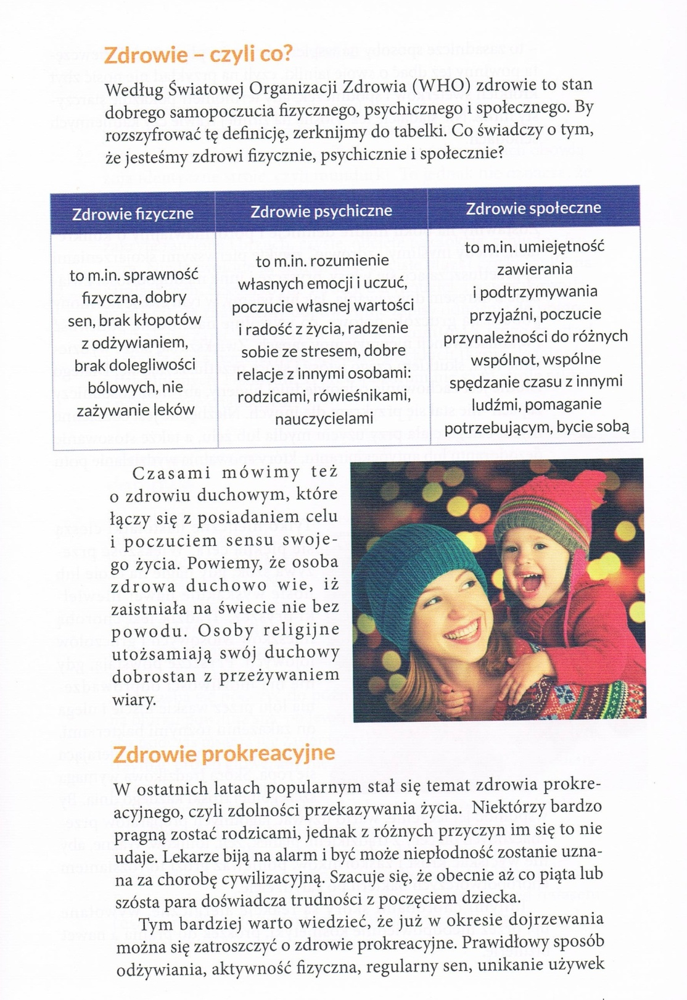 Zdrowie – czyli co?
Według Światowej Organizacji Zdrowia (WHO) zdrowie to stan
dobrego samopoczucia fizycznego, psychicznego i społecznego. By
rozszyfrować tę definicję, zerknijmy do tabelki. Co świadczy o tym,
że jesteśmy zdrowi fizycznie, psychicznie i społecznie?
Zdrowie fizyczne
to m.in. sprawność
fizyczna, dobry
sen, brak kłopotów
z odżywianiem,
brak dolegliwości
bólowych, nie
zażywanie leków
Zdrowie psychiczne
to m.in. rozumienie
własnych emocji i uczuć,
poczucie własnej wartości
i radość z życia, radzenie
sobie ze stresem, dobre
relacje z innymi osobami:
rodzicami, rówieśnikami,
nauczycielami
Zdrowie społeczne
to m.in. umiejętność
zawierania
i podtrzymywania
przyjaźni, poczucie
przynależności do różnych
wspólnot, wspólne
spędzanie czasu z innymi
ludźmi, pomaganie
potrzebującym, bycie sobą
Czasami mówimy też
o zdrowiu duchowym, które
łączy się z posiadaniem celu
i poczuciem sensu swoje-
go życia. Powiemy, że osoba
zdrowa duchowo wie, iż
zaistniała na świecie nie bez
powodu. Osoby religijne
utożsamiają swój duchowy
dobrostan z przeżywaniem
wiary.
Zdrowie prokreacyjne
W ostatnich latach popularnym stał się temat zdrowia prokre-
acyjnego, czyli zdolności przekazywania życia. Niektórzy bardzo
pragną zostać rodzicami, jednak z różnych przyczyn im się to nie
udaje. Lekarze biją na alarm i być może niepłodność zostanie uzna-
na za chorobę cywilizacyjną. Szacuje się, że obecnie aż co piąta lub
szósta para doświadcza trudności z poczęciem dziecka.
Tym bardziej warto wiedzieć, że już w okresie dojrzewania
można się zatroszczyć o zdrowie prokreacyjne. Prawidłowy sposób
odżywiania, aktywność fizyczna, regularny sen, unikanie używek